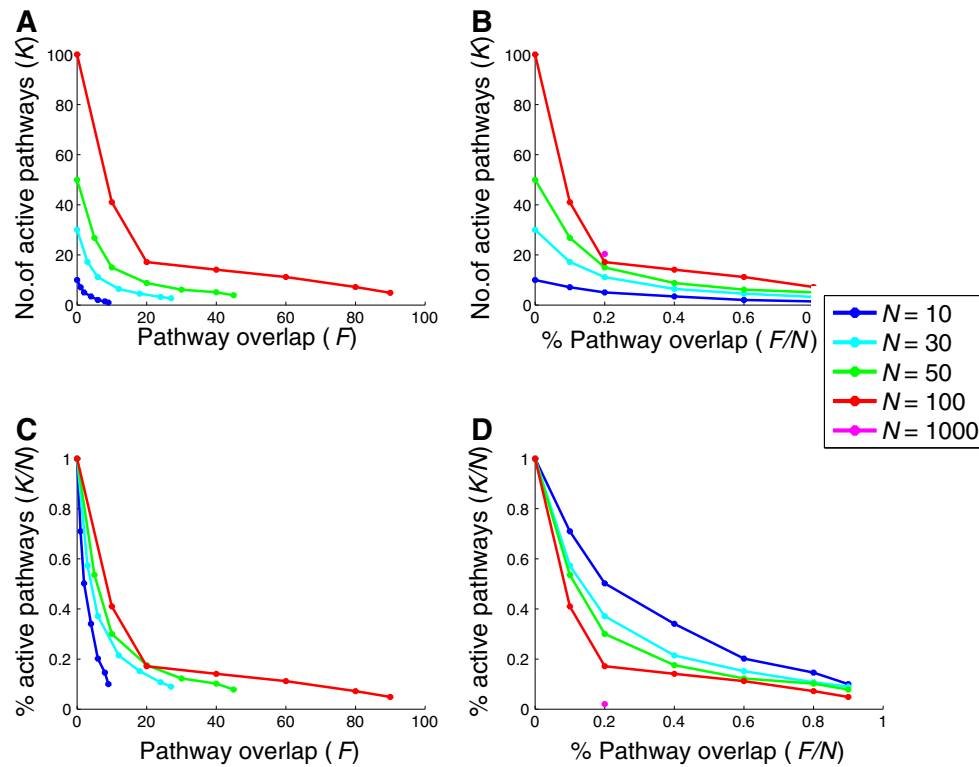 A
No.of active pathways (K)
100
80
60
40
20
0
0 20 40 60 80 100
Pathway overlap ( F)
B
No.of active pathways (K)
100
80
60
40
20
0
0 0.2 0.4 0.6
% Pathway overlap ( F/N)
N = 10
N = 30
N = 50
N = 100
N = 1000
C
% active pathways (K/N)
1
0.8
0.6
0.4
0.2
0
0 20 40 60 80 100
Pathway overlap ( F)
D
% active pathways (K/N)
1
0.8
0.6
0.4
0.2
0
0 0.2 0.4 0.6 0.8 1
% Pathway overlap ( F/N)